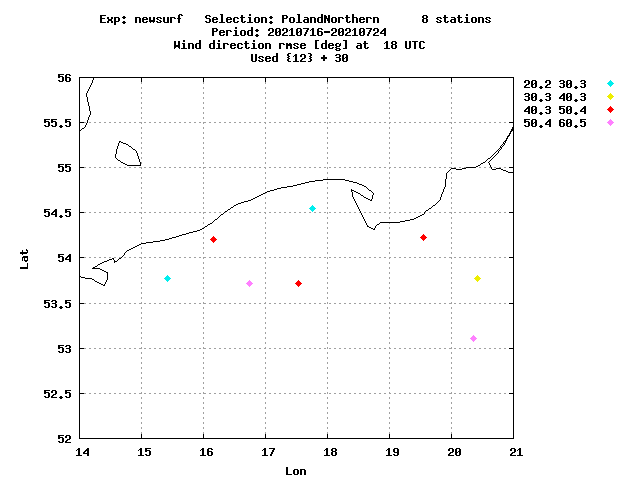 Exp: newsurf Selection: PolandNorthern 8 stations
Period: 20210716-20210724
Wind direction rmse [deg] at 18 UTC
Used {12} + 30
20.2 30.3
30.3 40.3
40.3 50.4
50.4 60.5
56
55.5
55
54.5
54
53.5
53
52.5
52
Lat
14 15 16 17 18 19 20 21
Lon